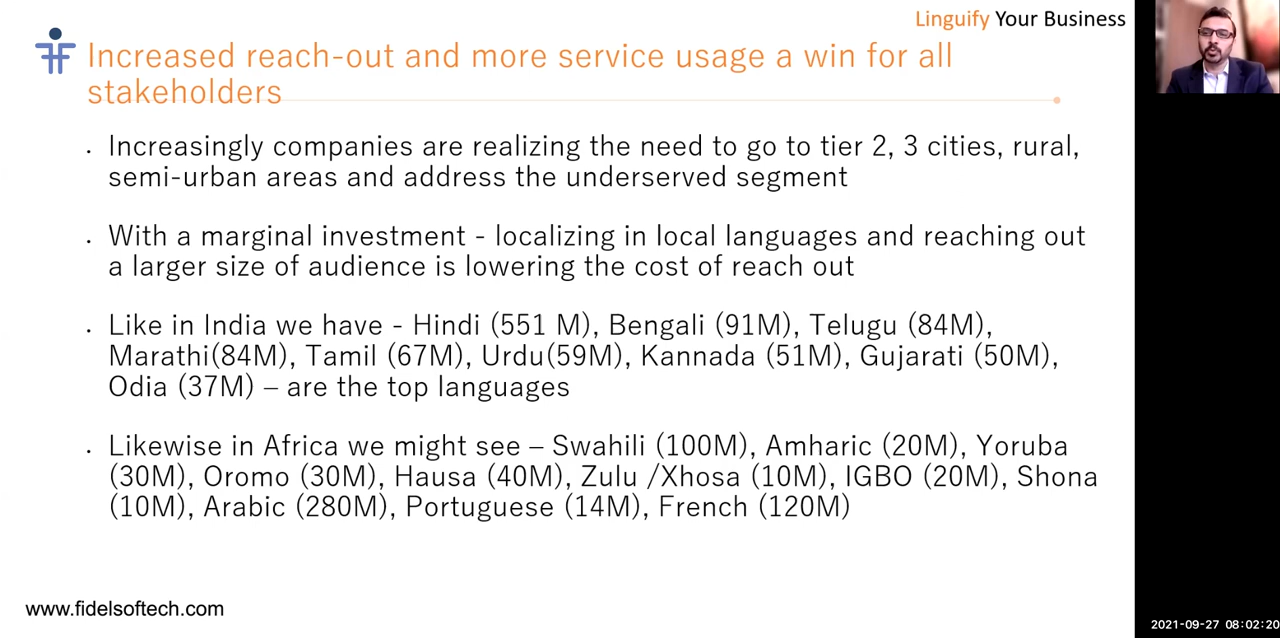 Linguify Your Business
Increased reach-out and more service usage a win for all
stakeholders
. Increasingly companies are realizing the need to go to tier 2, 3 cities, rural,
semi-urban areas and address the underserved segment
. With a marginal investment - localizing in local languages and reaching out
a larger size of audience is lowering the cost of reach out
. Like in India we have - Hindi (551 M), Bengali (91M), Telugu (84M),
Marathi(84M), Tamil (67M), Urdu(59M), Kannada (51M), Gujarati (50M),
Odia (37M) – are the top languages
. Likewise in Africa we might see – Swahili (100M), Amharic (20M), Yoruba
(30M), Oromo (30M), Hausa (40M), Zulu /Xhosa (10M), IGBO (20M), Shona
(10M), Arabic (280M), Portuguese (14M), French (120M)
www.fidelsoftech.com
2021-09-27 08:02:20